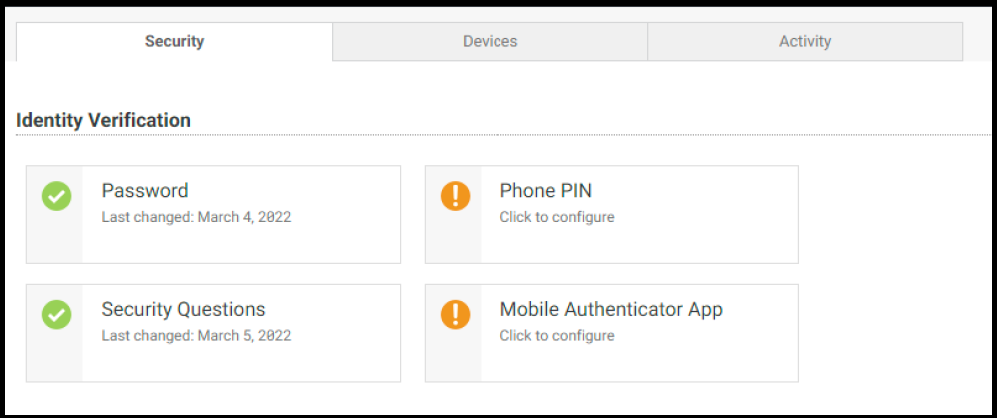 Security
Devices
Activity
Identity Verification
Password
Last changed: March 4, 2022
Phone PIN
Click to configure
Security Questions
Last changed: March 5, 2022
Mobile Authenticator App
Click to configure